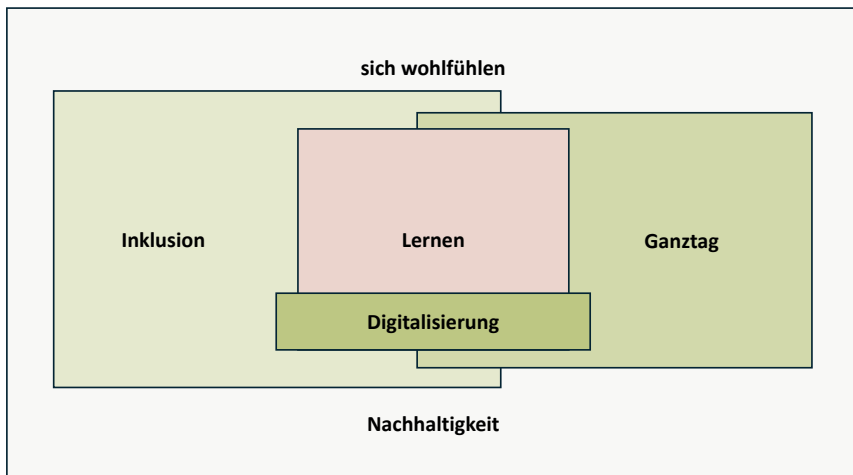 sich wohlfühlen
Inklusion
Lernen
Ganztag
Digitalisierung
Nachhaltigkeit